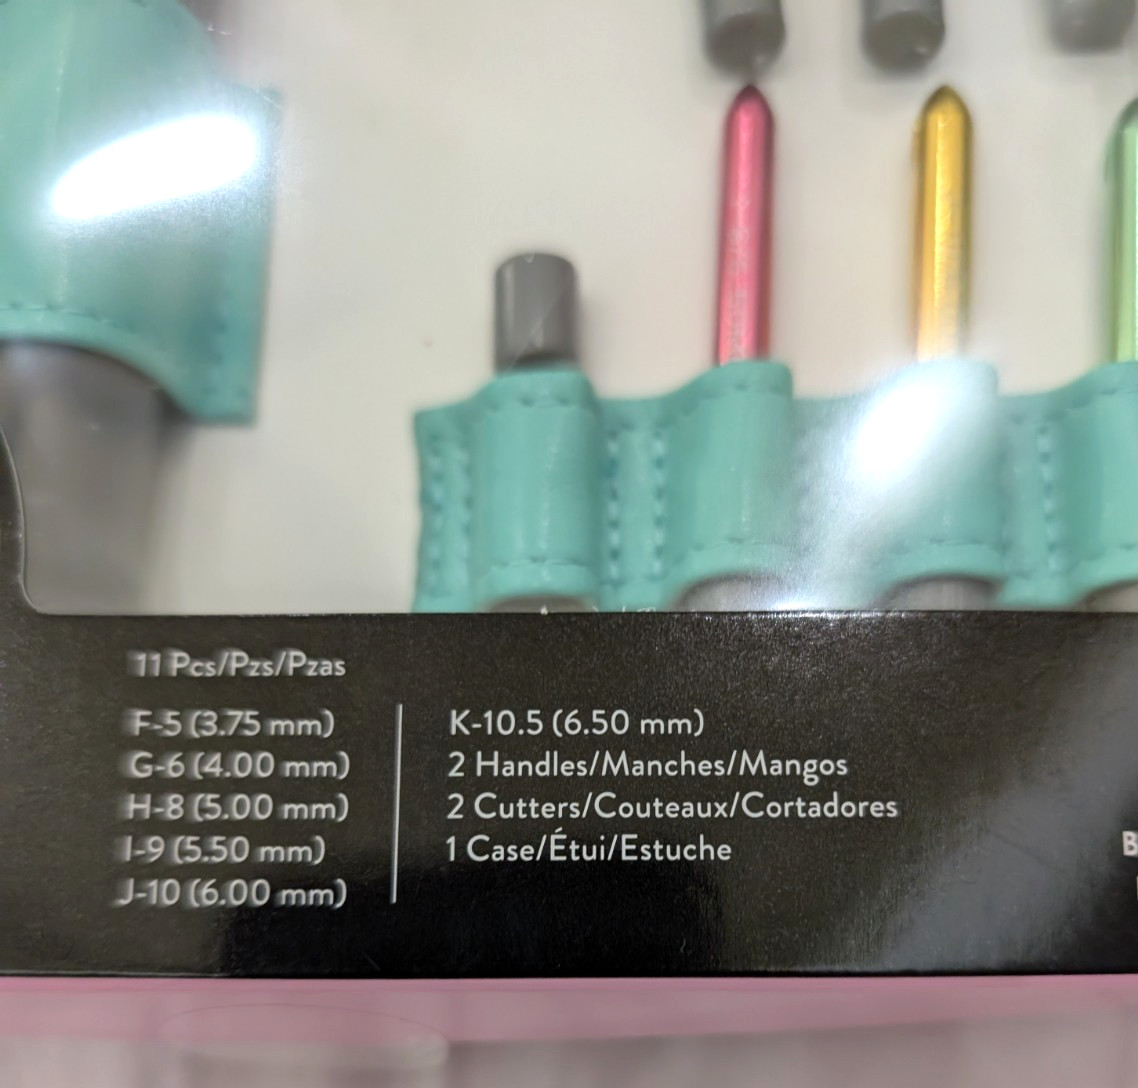 11 Pcs/Pzs/Pzas
F-5 (3.75 mm)
G-6 (4.00 mm)
H-8 (5.00 mm)
I-9 (5.50 mm)
J-10 (6.00 mm)
K-10.5 (6.50 mm)
2 Handles/Manches/Mangos
2 Cutters/Couteaux/Cortadores
1 Case/Étui/Estuche